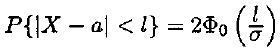 P{|X − a| < l} = 2Φ₀(l/σ)